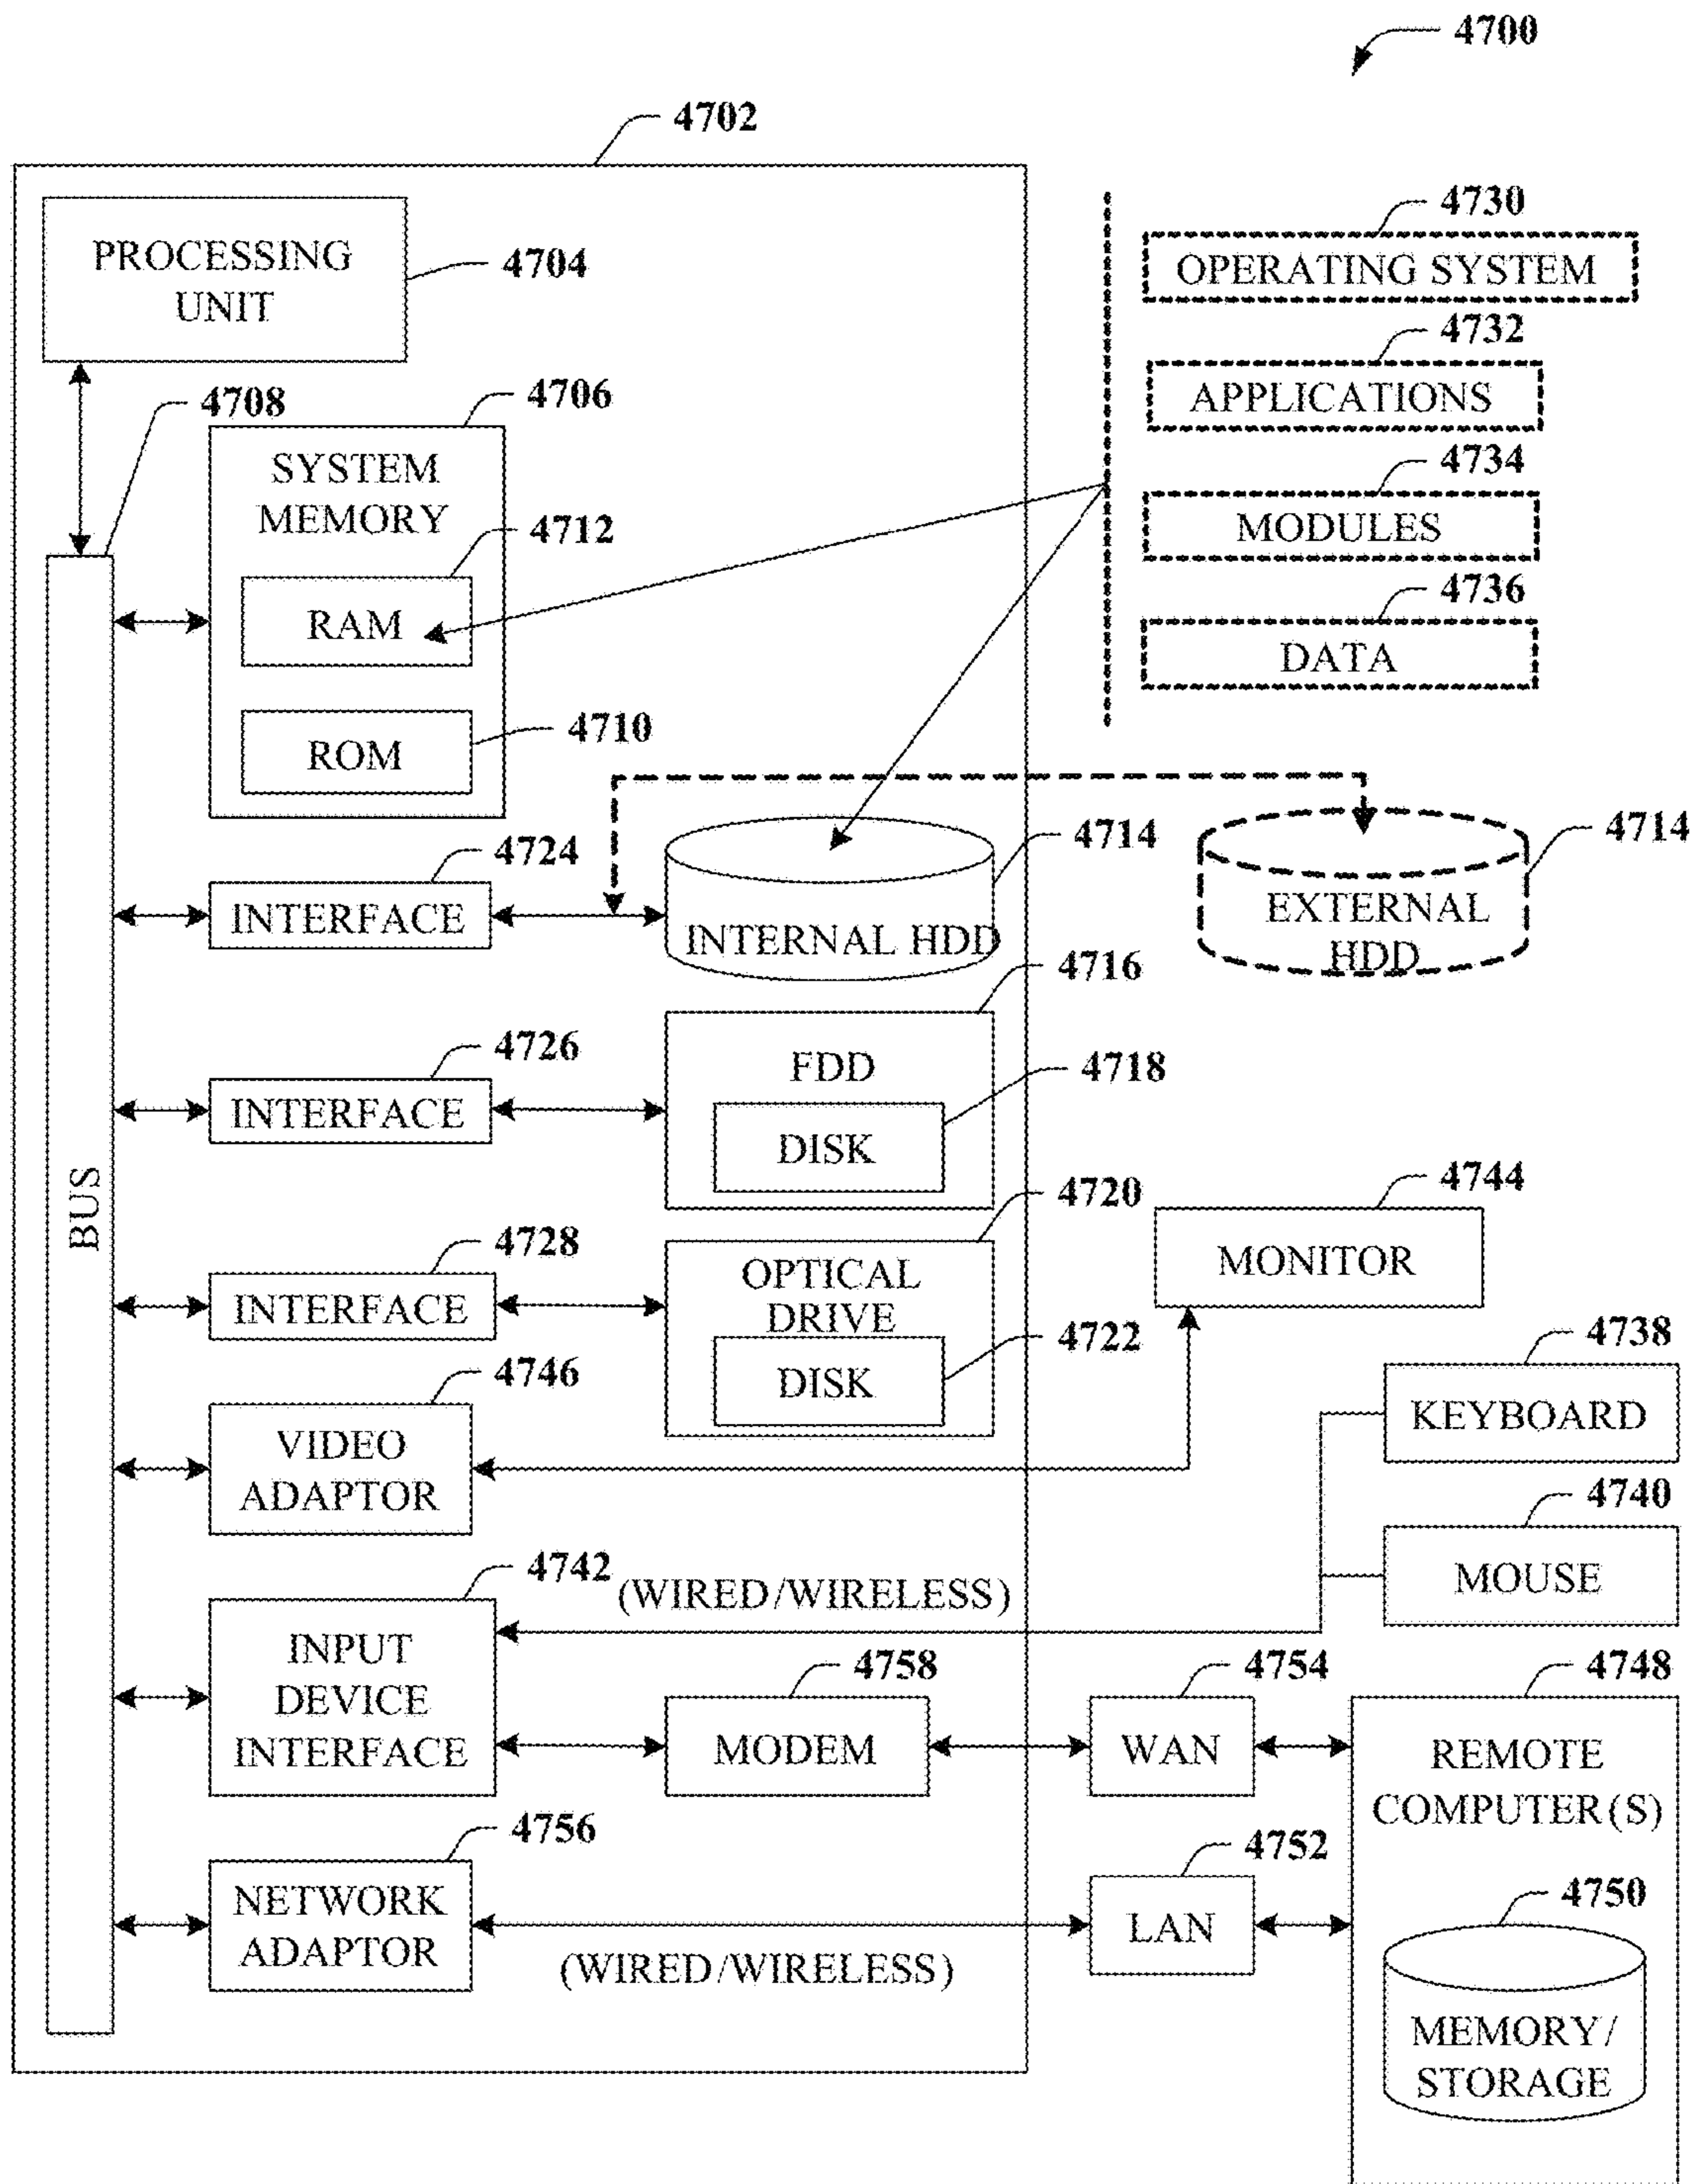 4700
4702
PROCESSING
UNIT
4704
4730
OPERATING SYSTEM
4732
APPLICATIONS
4734
MODULES
4736
DATA
4708
4706
SYSTEM
MEMORY
4712
RAM
4710
ROM
4724
INTERFACE
4714
INTERNAL HDD
4714
EXTERNAL
HDD
4726
INTERFACE
4716
FDD
4718
DISK
BUS
4728
INTERFACE
4720
OPTICAL
DRIVE
4722
DISK
4744
MONITOR
4746
VIDEO
ADAPTOR
4738
KEYBOARD
4740
MOUSE
4742
(WIRED/WIRELESS)
INPUT
DEVICE
INTERFACE
4758
MODEM
4754
WAN
4748
REMOTE
COMPUTER(S)
4756
NETWORK
ADAPTOR
(WIRED/WIRELESS)
4752
LAN
4750
MEMORY/
STORAGE